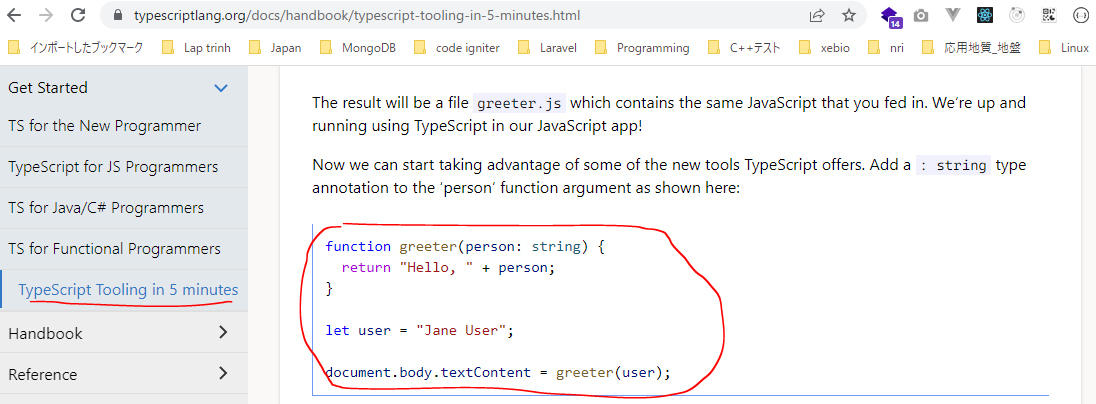 typescriptlang.org/docs/handbook/typescript-tooling-in-5-minutes.html
14
インポートしたブックマーク Lap trinh Japan MongoDB code igniter Laravel Programming C++テスト xebio nri 応用地質_地盤 Linux
Get Started
TS for the New Programmer
TypeScript for JS Programmers
TS for Java/C# Programmers
TS for Functional Programmers
TypeScript Tooling in 5 minutes
Handbook
Reference
The result will be a file greeter.js which contains the same JavaScript that you fed in. We’re up and
running using TypeScript in our JavaScript app!
Now we can start taking advantage of some of the new tools TypeScript offers. Add a : string type
annotation to the ‘person’ function argument as shown here:
function greeter(person: string) {
  return "Hello, " + person;
}
let user = "Jane User";
document.body.textContent = greeter(user);